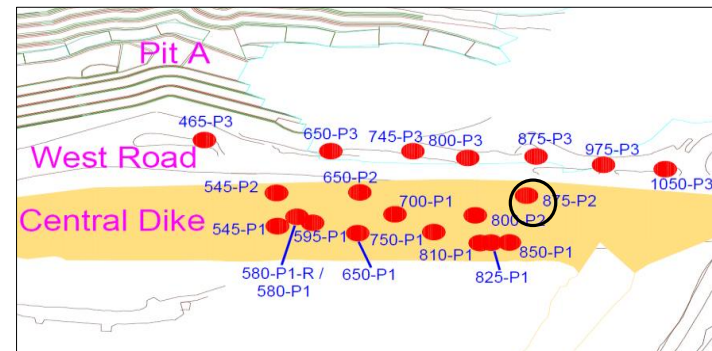 Pit A
465-P3
650-P3
745-P3
800-P3
875-P3
975-P3
1050-P3
West Road
545-P2
650-P2
875-P2
700-P1
800-P2
Central Dike
545-P1
595-P1
750-P1
810-P1
850-P1
580-P1-R /
580-P1
650-P1
825-P1